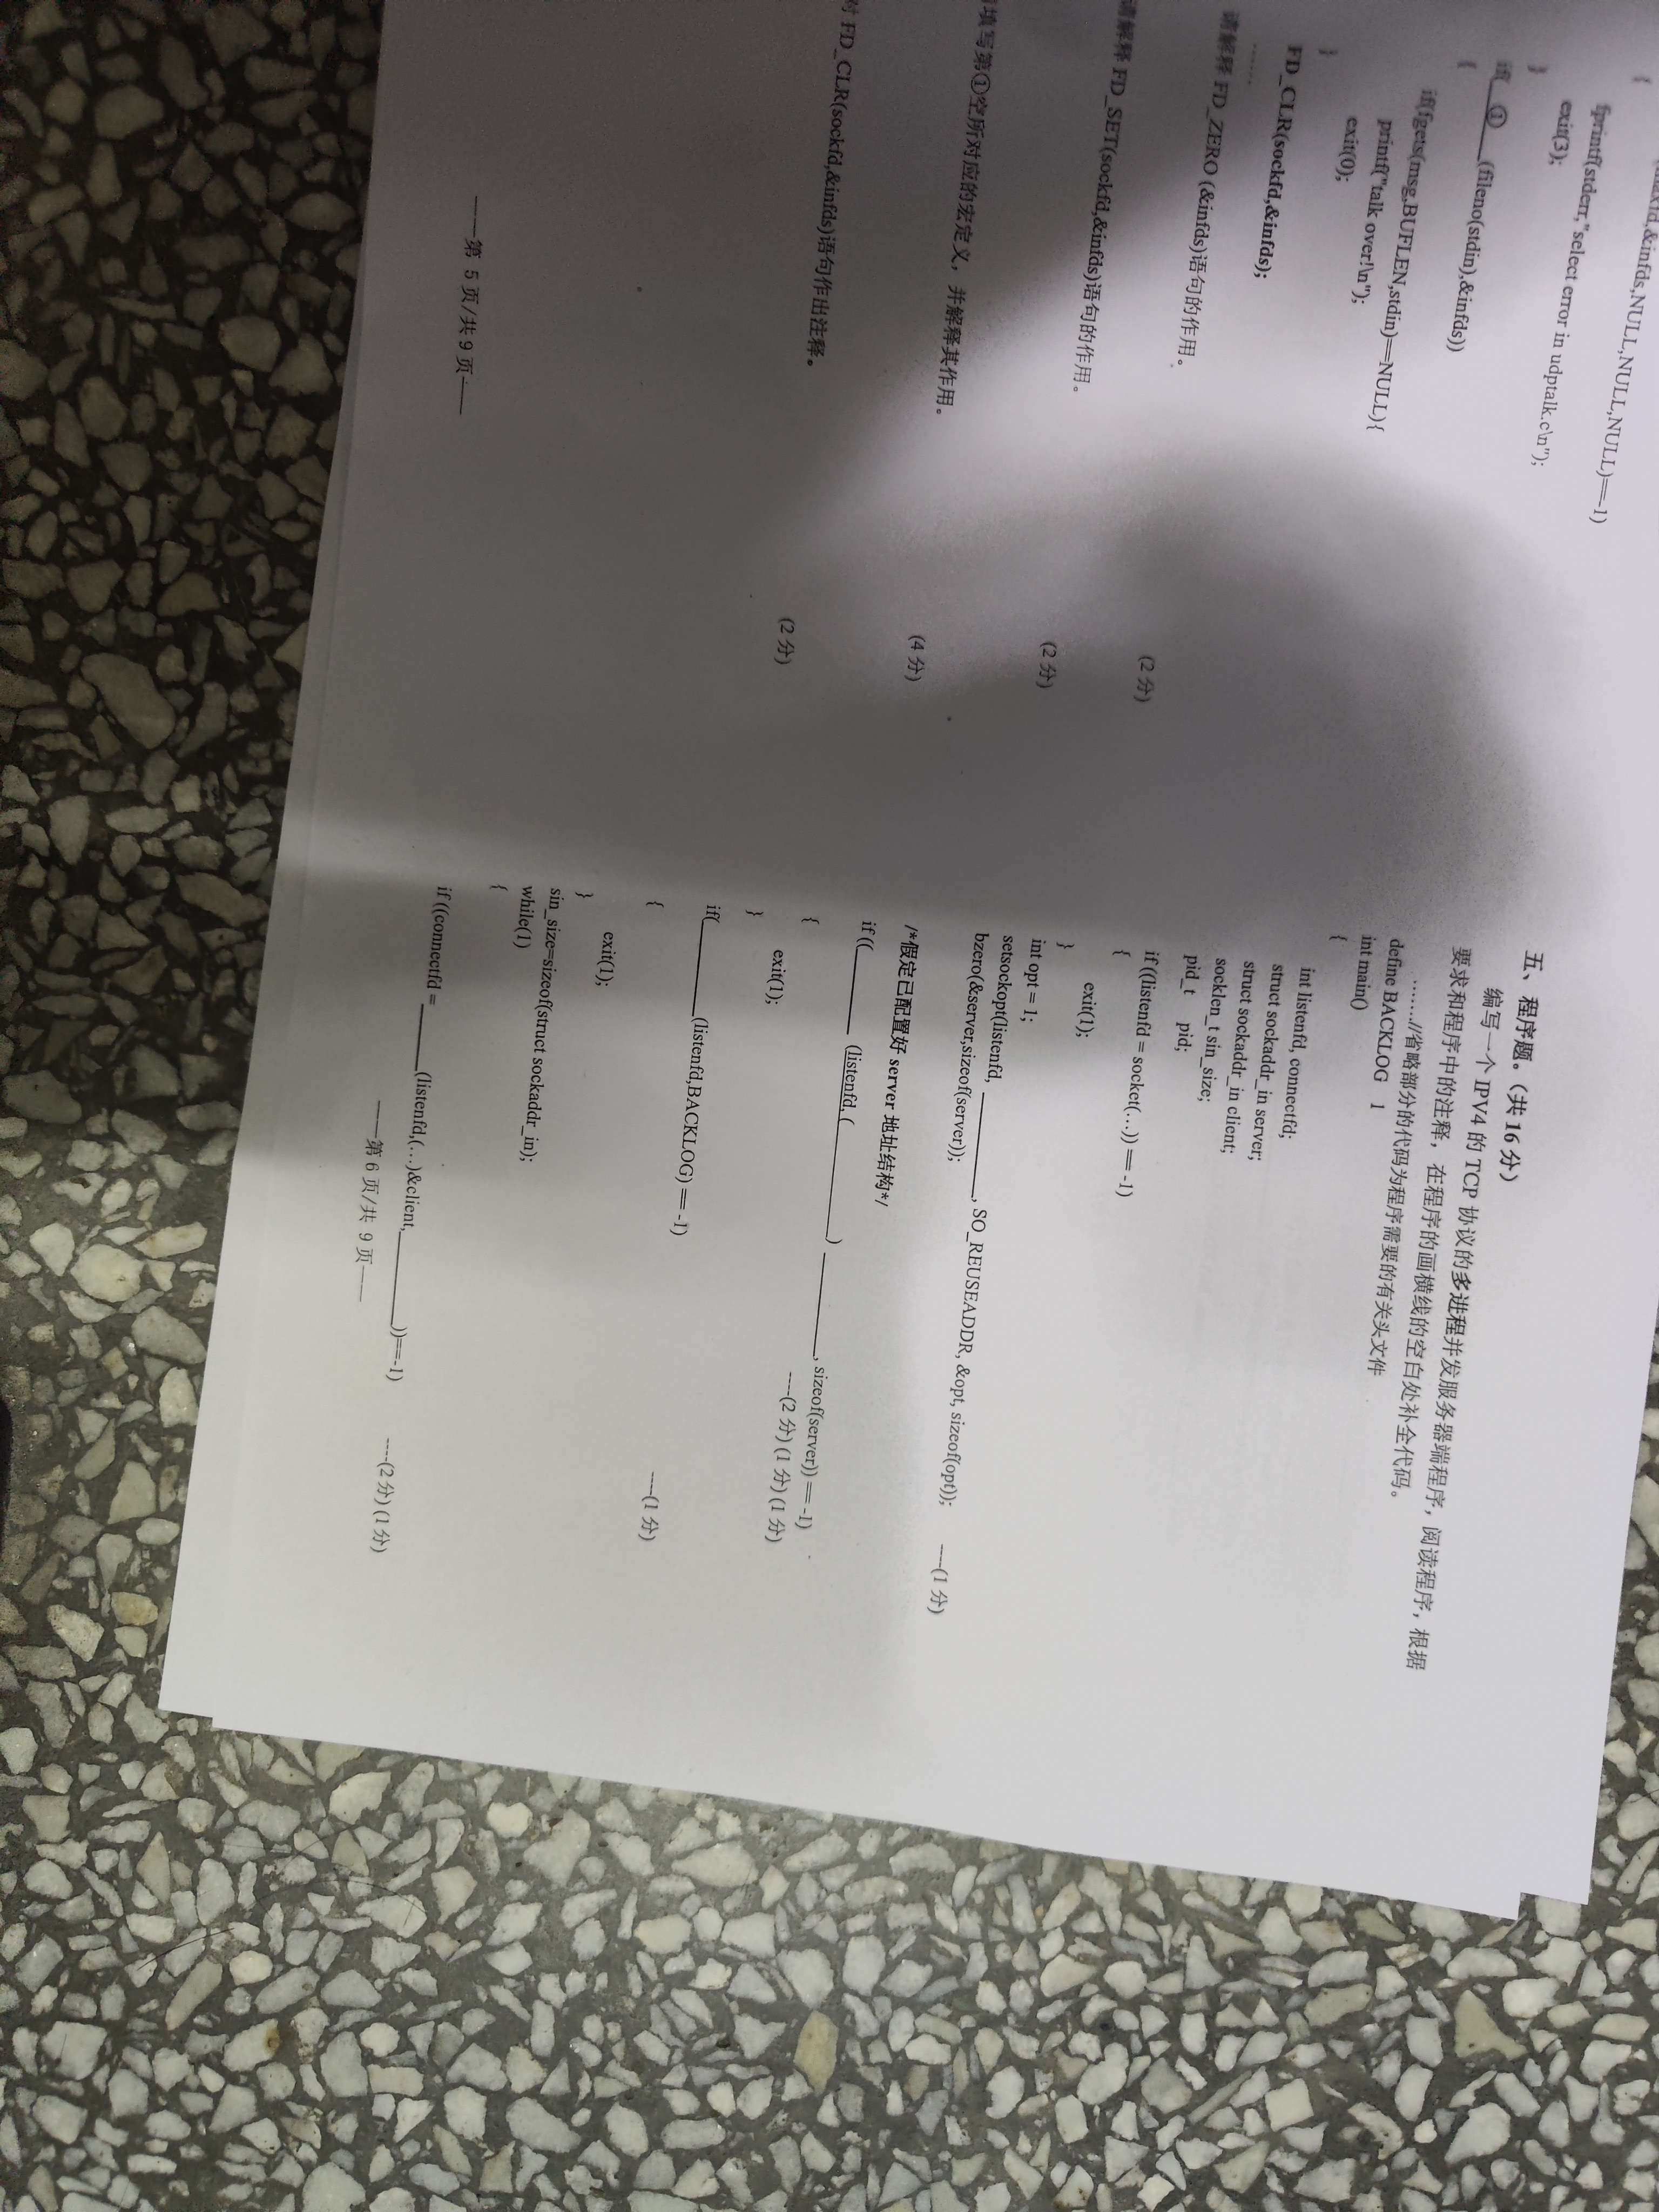 &infds,NULL,NULL,NULL)==-1)
{
fprintf(stderr,"select error in udptalk.c\n");
exit(3);
}
if(__①__(fileno(stdin),&infds))
{
if(fgets(msg,BUFLEN,stdin)==NULL){
printf("talk over!\n");
exit(0);
}
FD_CLR(sockfd,&infds);
......
请解释 FD_ZERO (&infds)语句的作用。
(2 分)
请解释 FD_SET(sockfd,&infds)语句的作用。
(2 分)
填写第①空所对应的宏定义，并解释其作用。
(4 分)
对 FD_CLR(sockfd,&infds)语句作出注释。
(2 分)
——第 5 页/共 9 页——
五、程序题。（共 16 分）
编写一个 IPV4 的 TCP 协议的多进程并发服务器端程序，阅读程序，根据
要求和程序中的注释，在程序的画横线的空白处补全代码。
.......//省略部分的代码为程序需要的有关头文件
define BACKLOG 1
int main()
{
int listenfd, connectfd;
struct sockaddr_in server;
struct sockaddr_in client;
socklen_t sin_size;
pid_t pid;
if ((listenfd = socket(…)) == -1)
{
exit(1);
}
int opt = 1;
setsockopt(listenfd, __________, SO_REUSEADDR, &opt, sizeof(opt)); ----(1 分)
bzero(&server,sizeof(server));
/*假定已配置好 server 地址结构*/
if ((________ (listenfd, (___________) __________, sizeof(server)) == -1)
----(2 分) (1 分) (1 分)
{
exit(1);
}
if(_________(listenfd,BACKLOG) == -1)
----(1 分)
{
exit(1);
}
sin_size=sizeof(struct sockaddr_in);
while(1)
{
if ((connectfd =______(listenfd,(…)&client,_________))==-1) ----(2 分) (1 分)
——第 6 页/共 9 页——